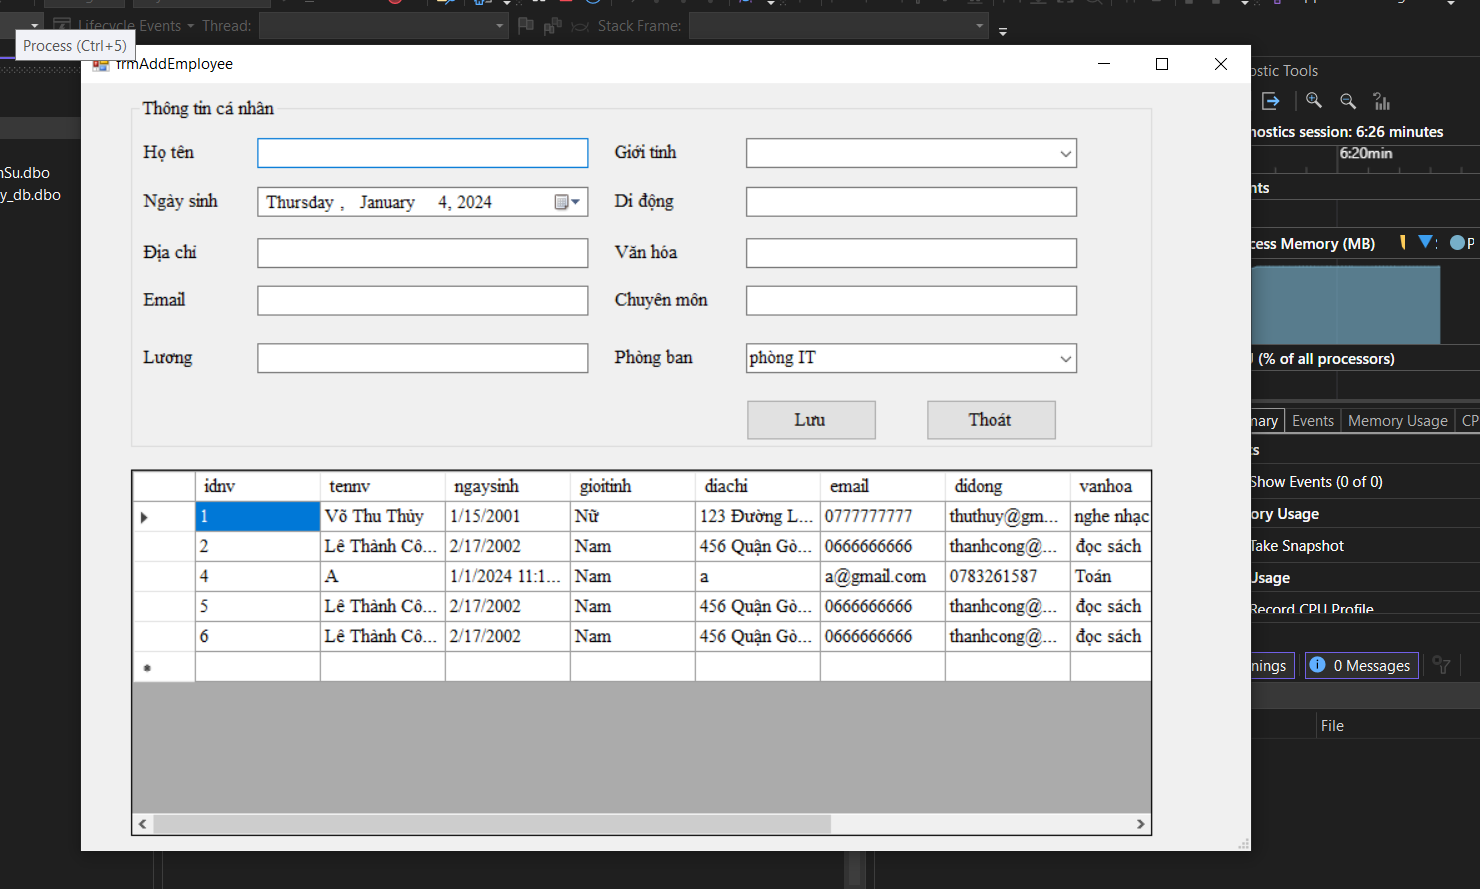 Lifecycle Events Thread: Stack Frame:
Process (Ctrl+5)
frmAddEmployee
ostic Tools
Thông tin cá nhân
nostics session: 6:26 minutes
6:20min
Họ tên Giới tính
nSu.dbo
nts
y_db.dbo
Ngày sinh Thursday , January 4, 2024 Di động
cess Memory (MB) P
Địa chỉ Văn hóa
Email Chuyên môn
Lương Phòng ban phòng IT
(% of all processors)
Lưu Thoát
mary Events Memory Usage CP
ts
idnv tennv ngaysinh gioitinh diachi email didong vanhoa
Show Events (0 of 0)
1 Võ Thu Thủy 1/15/2001 Nữ 123 Đường L... 0777777777 thuthuy@gm... nghe nhạc
ory Usage
2 Lê Thành Cô... 2/17/2002 Nam 456 Quận Gò... 0666666666 thanhcong@... đọc sách
Take Snapshot
4 A 1/1/2024 11:1... Nam a a@gmail.com 0783261587 Toán
Usage
5 Lê Thành Cô... 2/17/2002 Nam 456 Quận Gò... 0666666666 thanhcong@... đọc sách
Record CPU Profile
6 Lê Thành Cô... 2/17/2002 Nam 456 Quận Gò... 0666666666 thanhcong@... đọc sách
nings 0 Messages
File